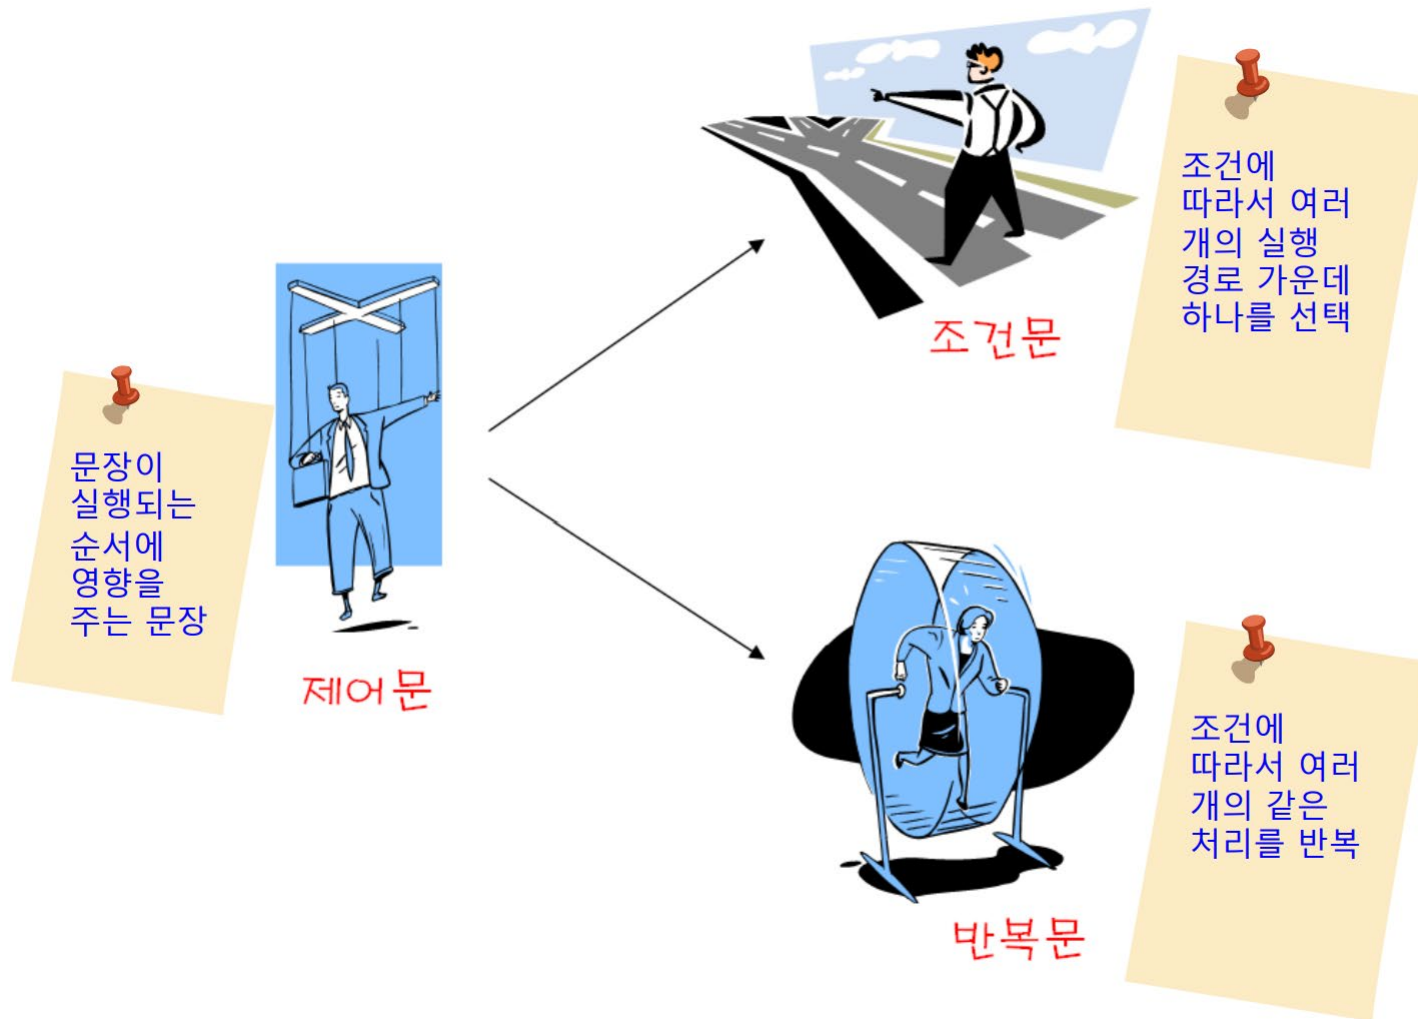 문장이
실행되는
순서에
영향을
주는 문장
제어문
조건문
조건에
따라서 여러
개의 실행
경로 가운데
하나를 선택
반복문
조건에
따라서 여러
개의 같은
처리를 반복